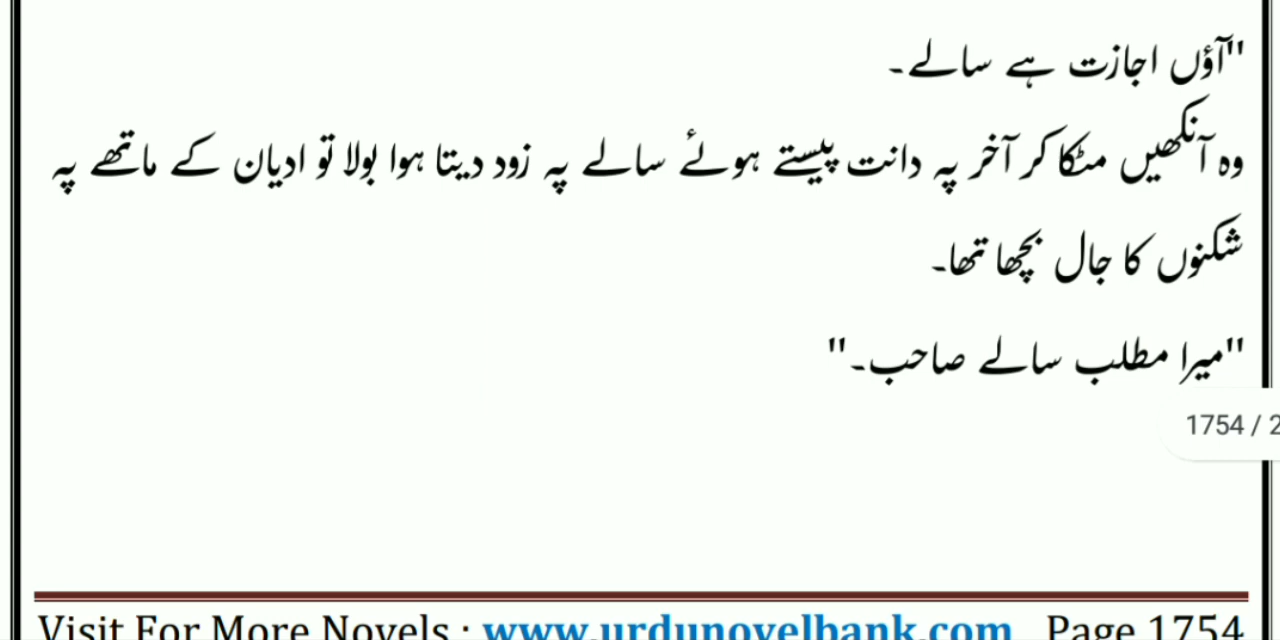 "آؤں اجازت ہے سالے۔
وہ آنکھیں مٹکا کر آخر پہ دانت پیستے ہوئے سالے پہ زود دیتا ہوا بولا تو ادیان کے ماتھے پہ
شکنوں کا جال بچھا تھا۔
"میرا مطلب سالے صاحب۔"
1754 / 2
Visit For More Novels : www.urdunovelbank.com Page 1754